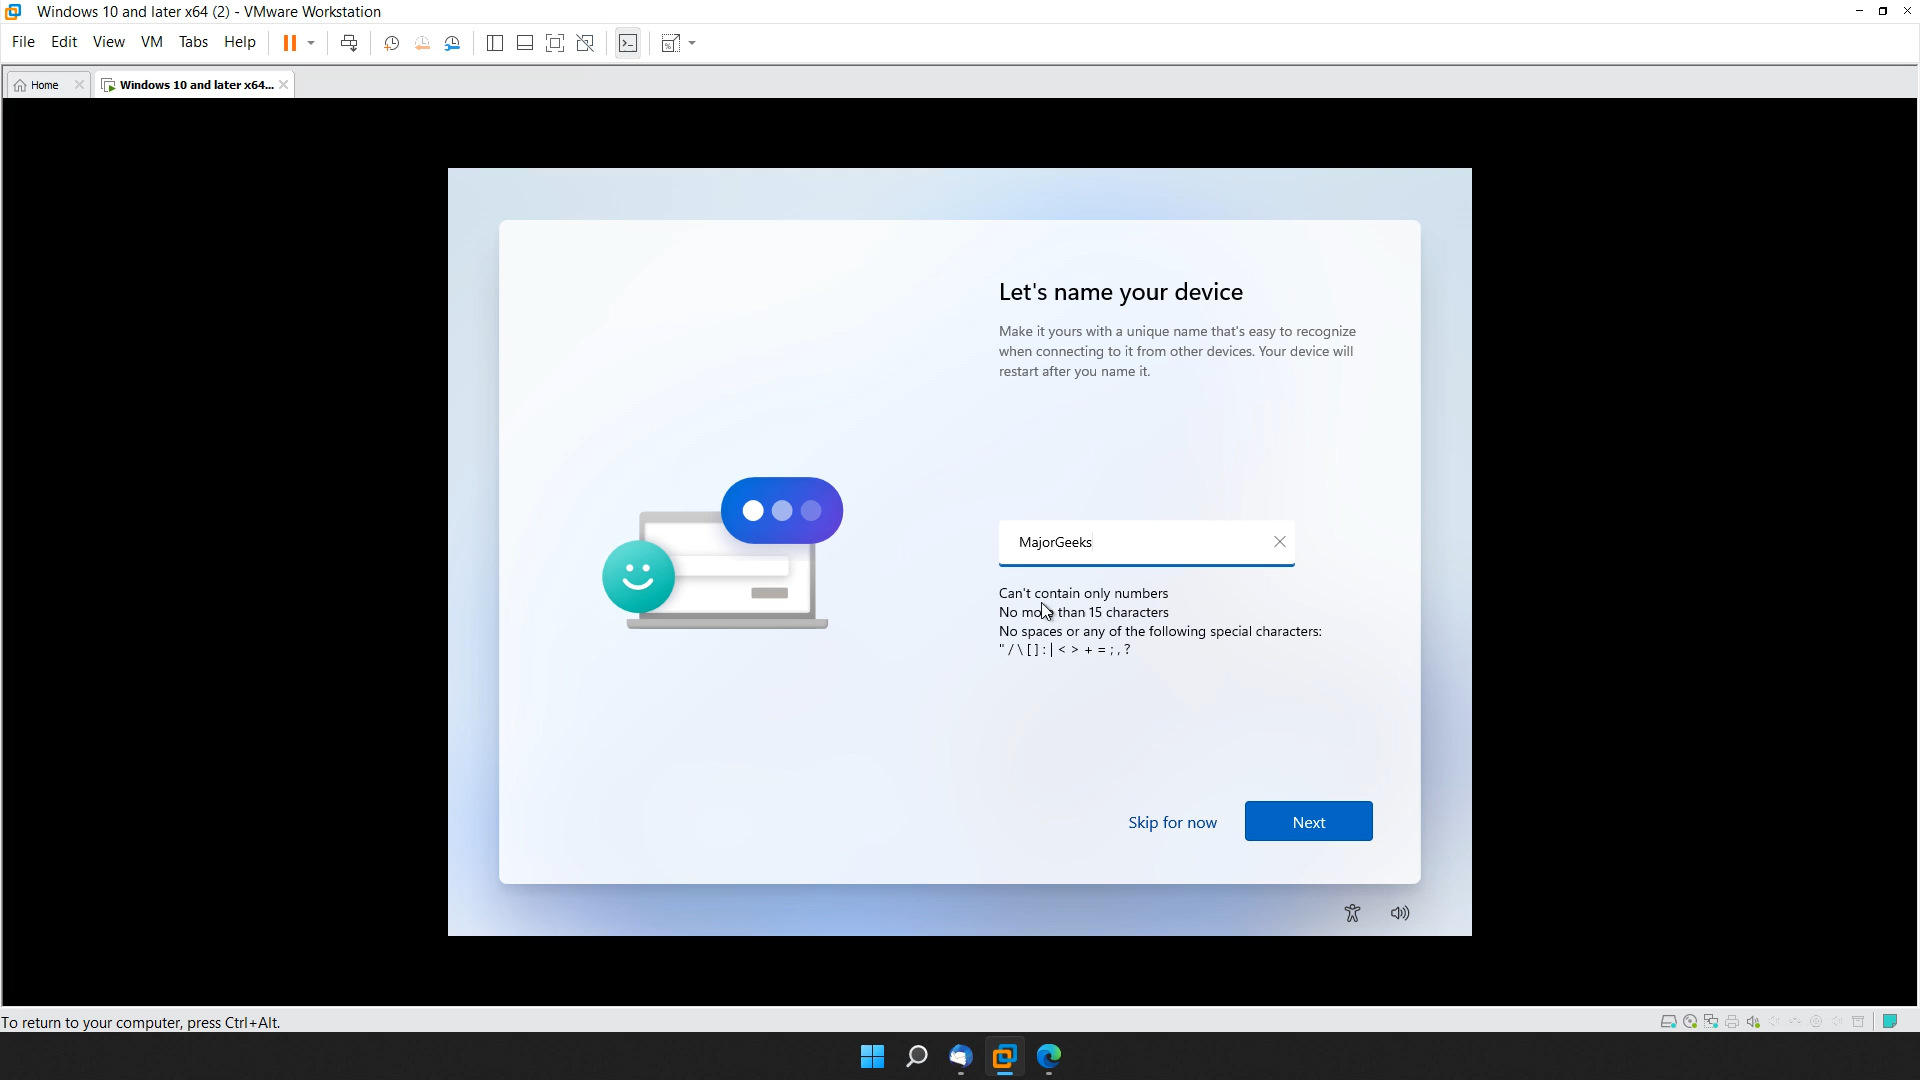 Windows 10 and later x64 (2) - VMware Workstation
File Edit View VM Tabs Help
Home
Windows 10 and later x64...
Let's name your device
Make it yours with a unique name that's easy to recognize
when connecting to it from other devices. Your device will
restart after you name it.
MajorGeeks
Can't contain only numbers
No more than 15 characters
No spaces or any of the following special characters:
" / \ [ ] : | < > + = ; , ?
Skip for now
Next
To return to your computer, press Ctrl+Alt.